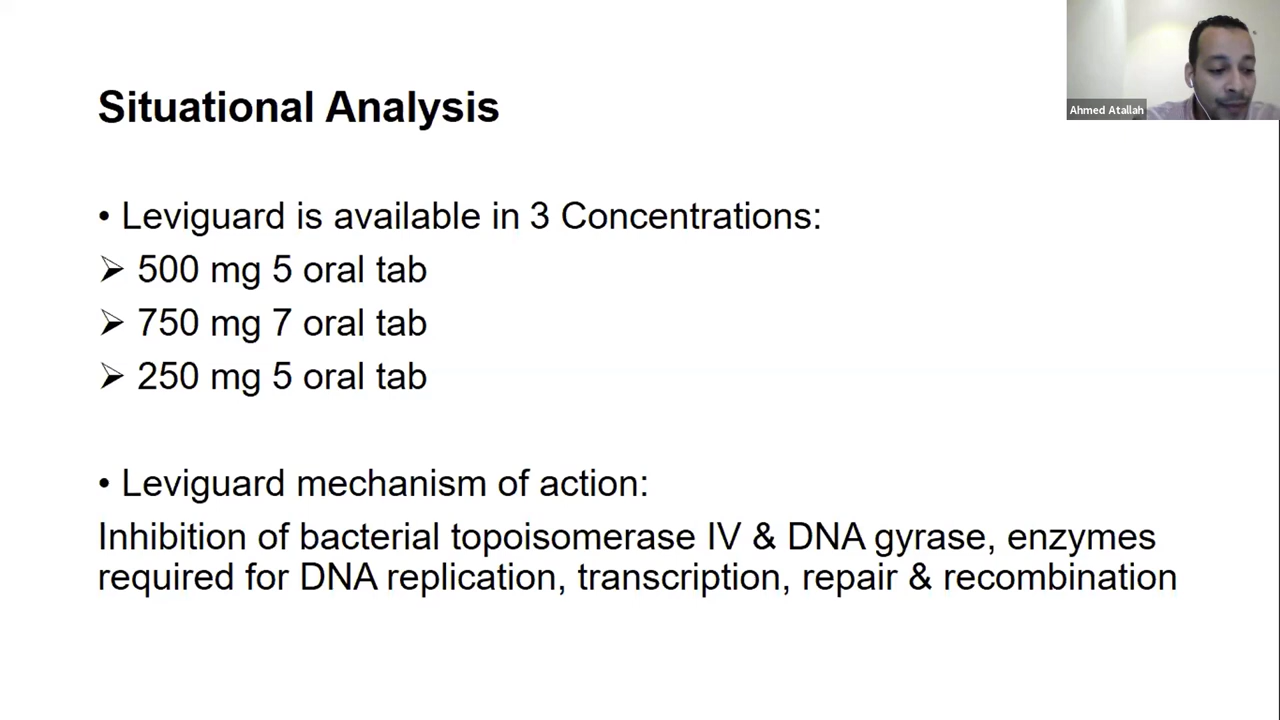 Situational Analysis
Ahmed Atallah
• Leviguard is available in 3 Concentrations:
➢ 500 mg 5 oral tab
➢ 750 mg 7 oral tab
➢ 250 mg 5 oral tab
• Leviguard mechanism of action:
Inhibition of bacterial topoisomerase IV & DNA gyrase, enzymes
required for DNA replication, transcription, repair & recombination